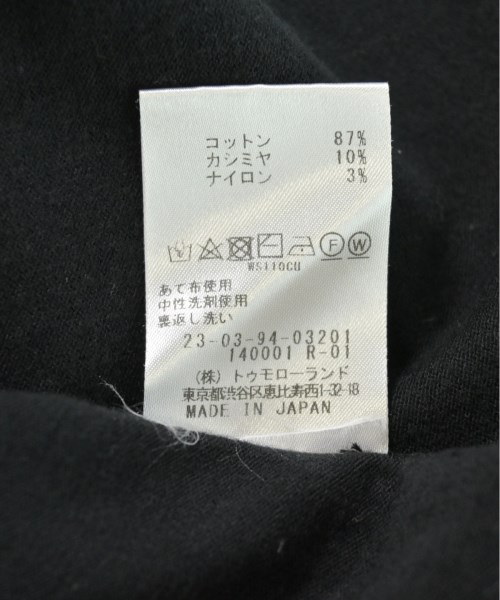 コットン 87%
カシミヤ 10%
ナイロン 3%
F W
WS110CU
あて布使用
中性洗剤使用
裏返し洗い
23-03-94-03201
140001 R-01
(株) トゥモローランド
東京都渋谷区恵比寿西1-32-18
MADE IN JAPAN